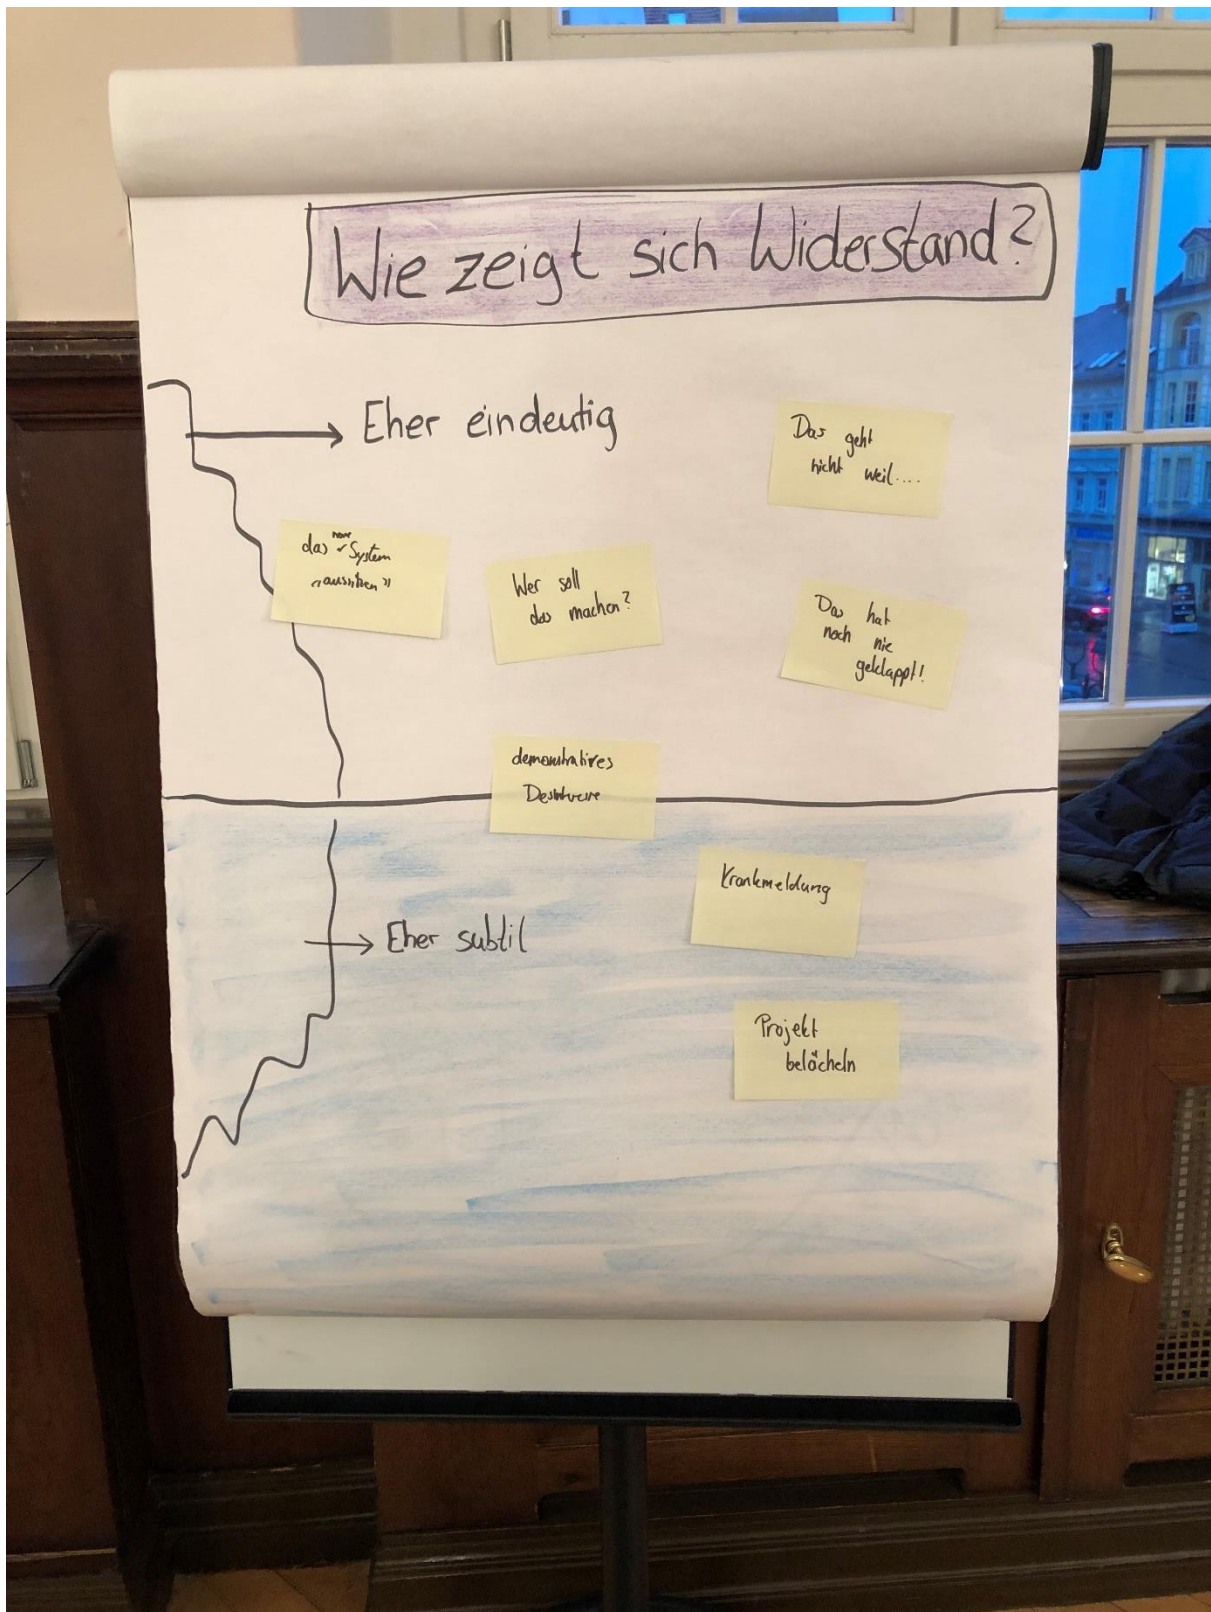 Wie zeigt sich Widerstand?
Eher eindeutig
Das geht
nicht weil....
das neue System
"aussitzen"
Wer soll
das machen?
Das hat
noch nie
geklappt!
demonstratives
Krankmeldung
Eher subtil
Projekt
belächeln